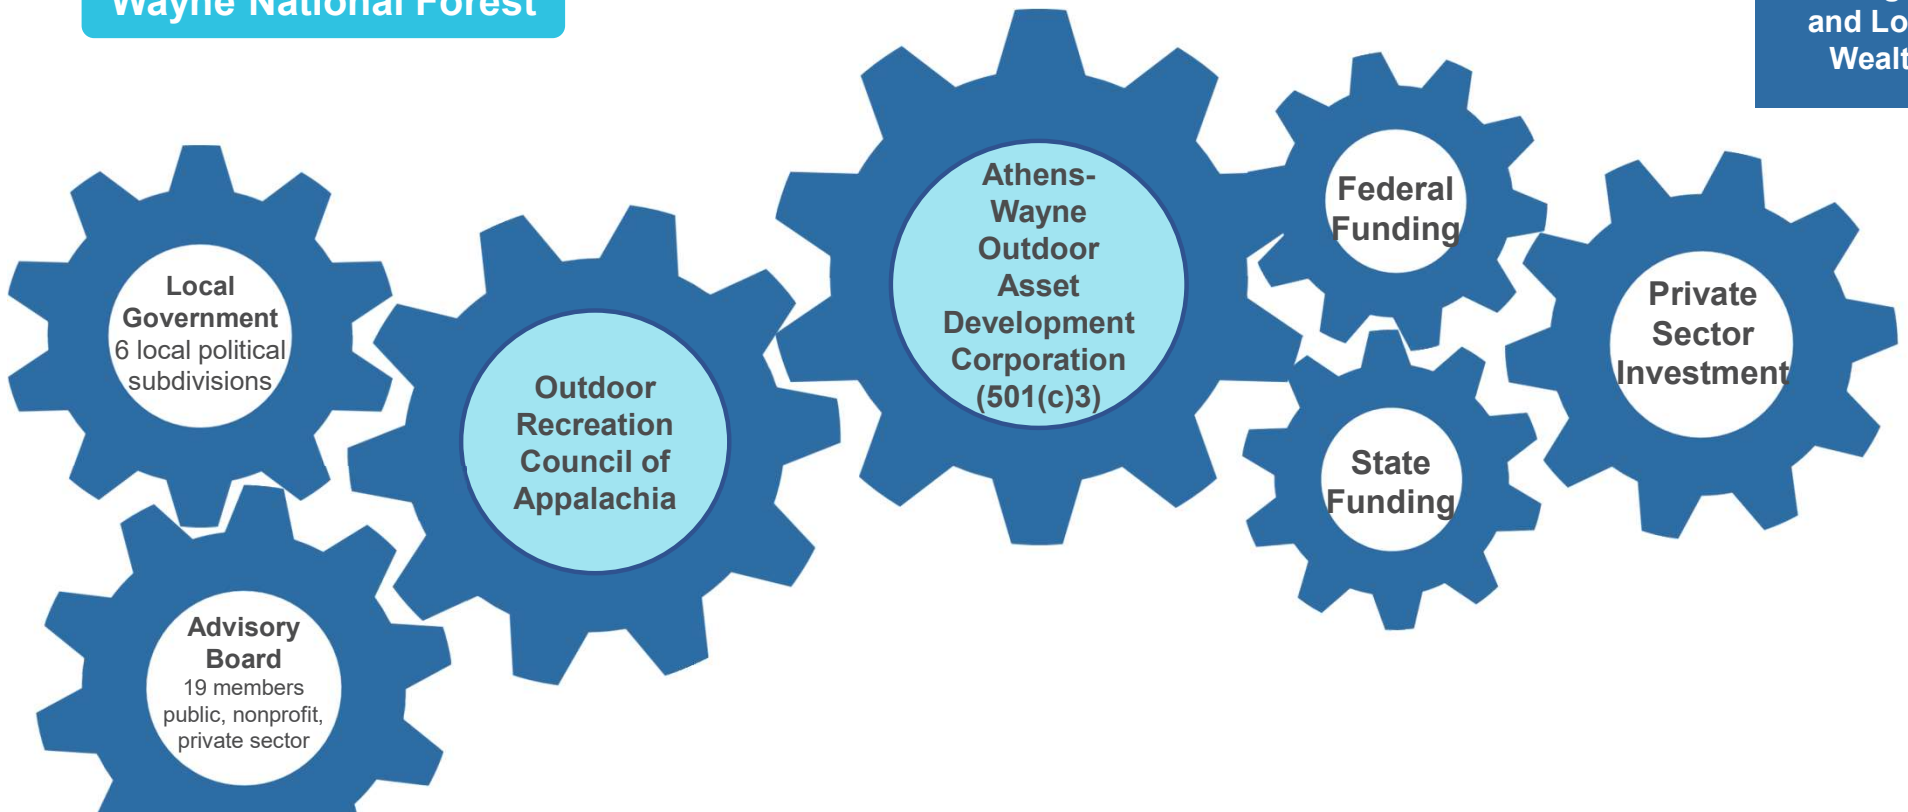 Wayne National Forest
and
Local
Government
6 local political
subdivisions
Advisory
Board
19 members
public, nonprofit,
private sector
Outdoor
Recreation
Council of
Appalachia
Athens-
Wayne
Outdoor
Asset
Development
Corporation
(501(c)3)
Federal
Funding
State
Funding
Private
Sector
Investment